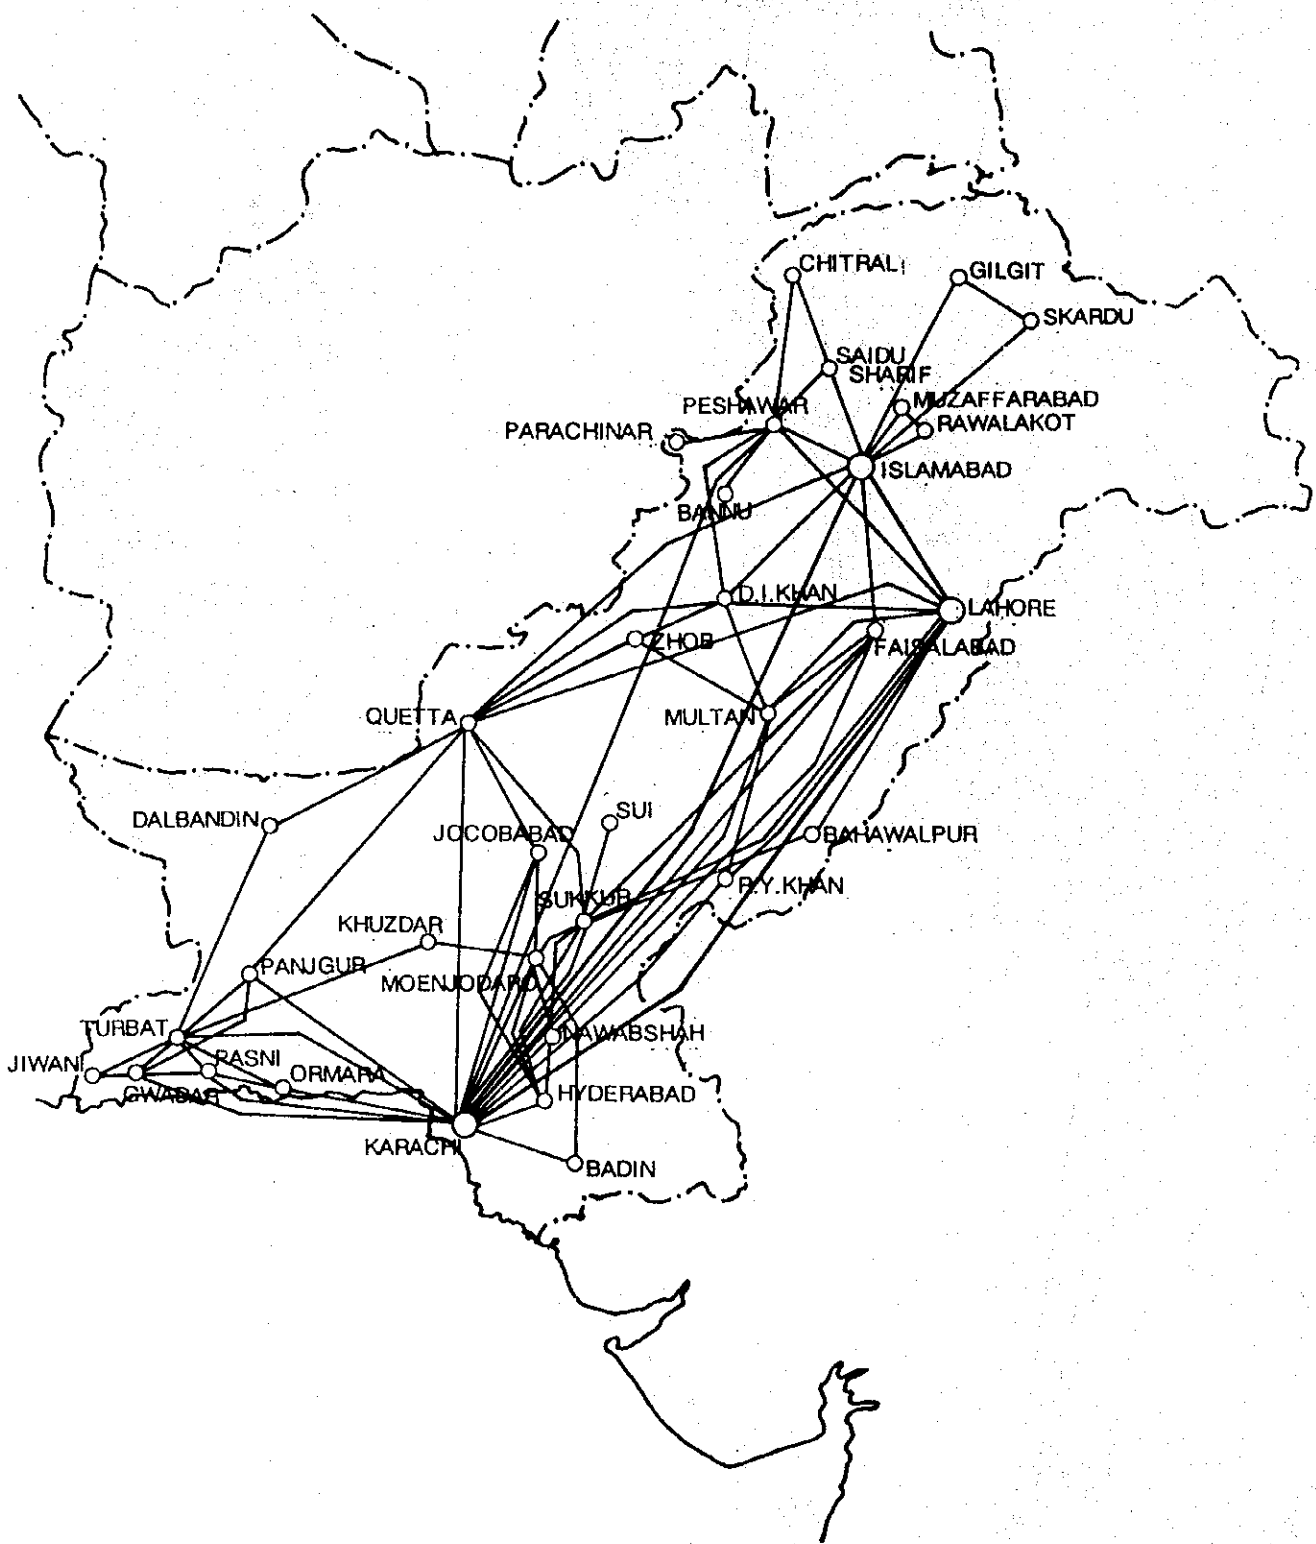 CHITRAL
GILGIT
SKARDU
SAIDU
SHARIF
MUZAFFARABAD
PESHAWAR
RAWALAKOT
PARACHINAR
ISLAMABAD
BANNU
D.I.KHAN
LAHORE
ZHOB
FAISALABAD
QUETTA
MULTAN
DALBANDIN
SUI
JOCOBABAD
BAHAWALPUR
R.Y.KHAN
SUKKUR
KHUZDAR
PANJGUR
MOENJODARO
TURBAT
NAWABSHAH
JIWANI
PASNI
ORMARA
GWADAR
HYDERABAD
KARACHI
BADIN